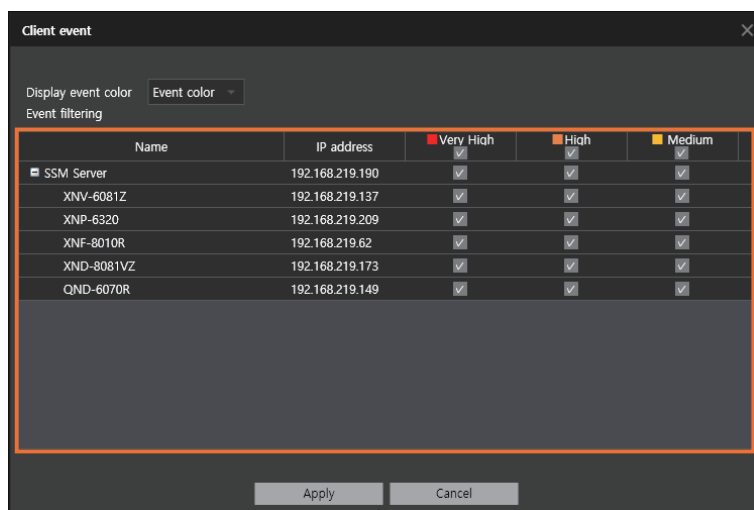 Client event
Display event color Event color
Event filtering
Name IP address Very High High Medium
SSM Server 192.168.219.190
XNV-6081Z 192.168.219.137
XNP-6320 192.168.219.209
XNF-8010R 192.168.219.62
XND-8081VZ 192.168.219.173
QND-6070R 192.168.219.149
Apply Cancel